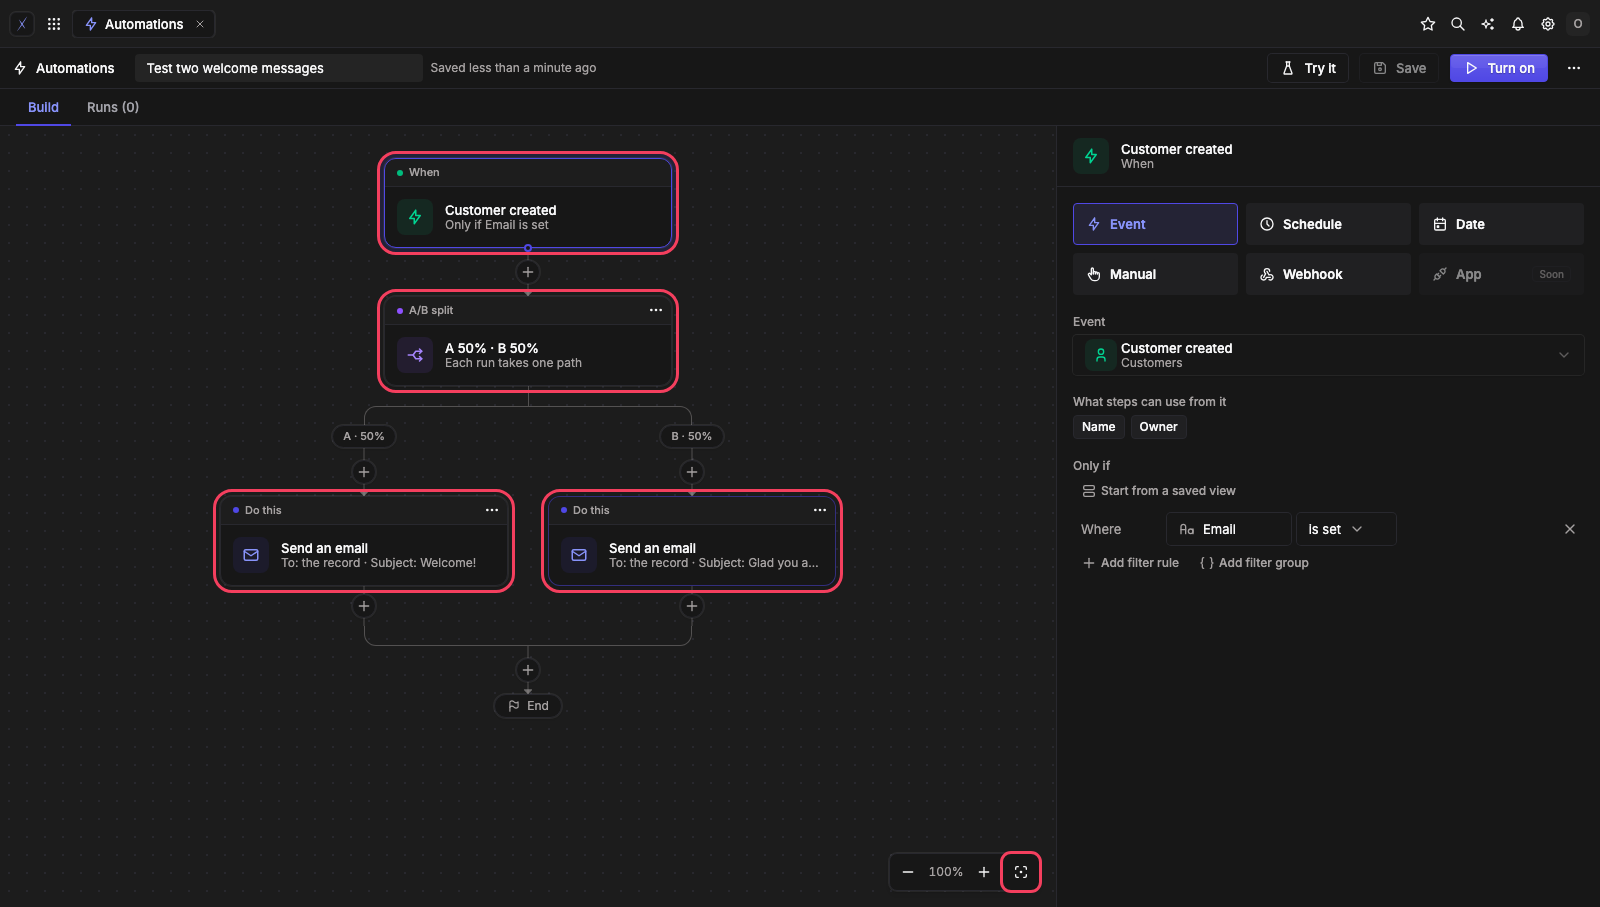 Automations
Automations
Test two welcome messages
Saved less than a minute ago
Try it
Save
Turn on
O
Build
Runs (0)
When
Customer created
Only if Email is set
A/B split
A 50% · B 50%
Each run takes one path
A · 50%
B · 50%
Do this
Send an email
To: the record · Subject: Welcome!
Do this
Send an email
To: the record · Subject: Glad you a...
End
100%
Customer created
When
Event
Schedule
Date
Manual
Webhook
App
Soon
Event
Customer created
Customers
What steps can use from it
Name
Owner
Only if
Start from a saved view
Where
Aa
Email
is set
Add filter rule
{ } Add filter group